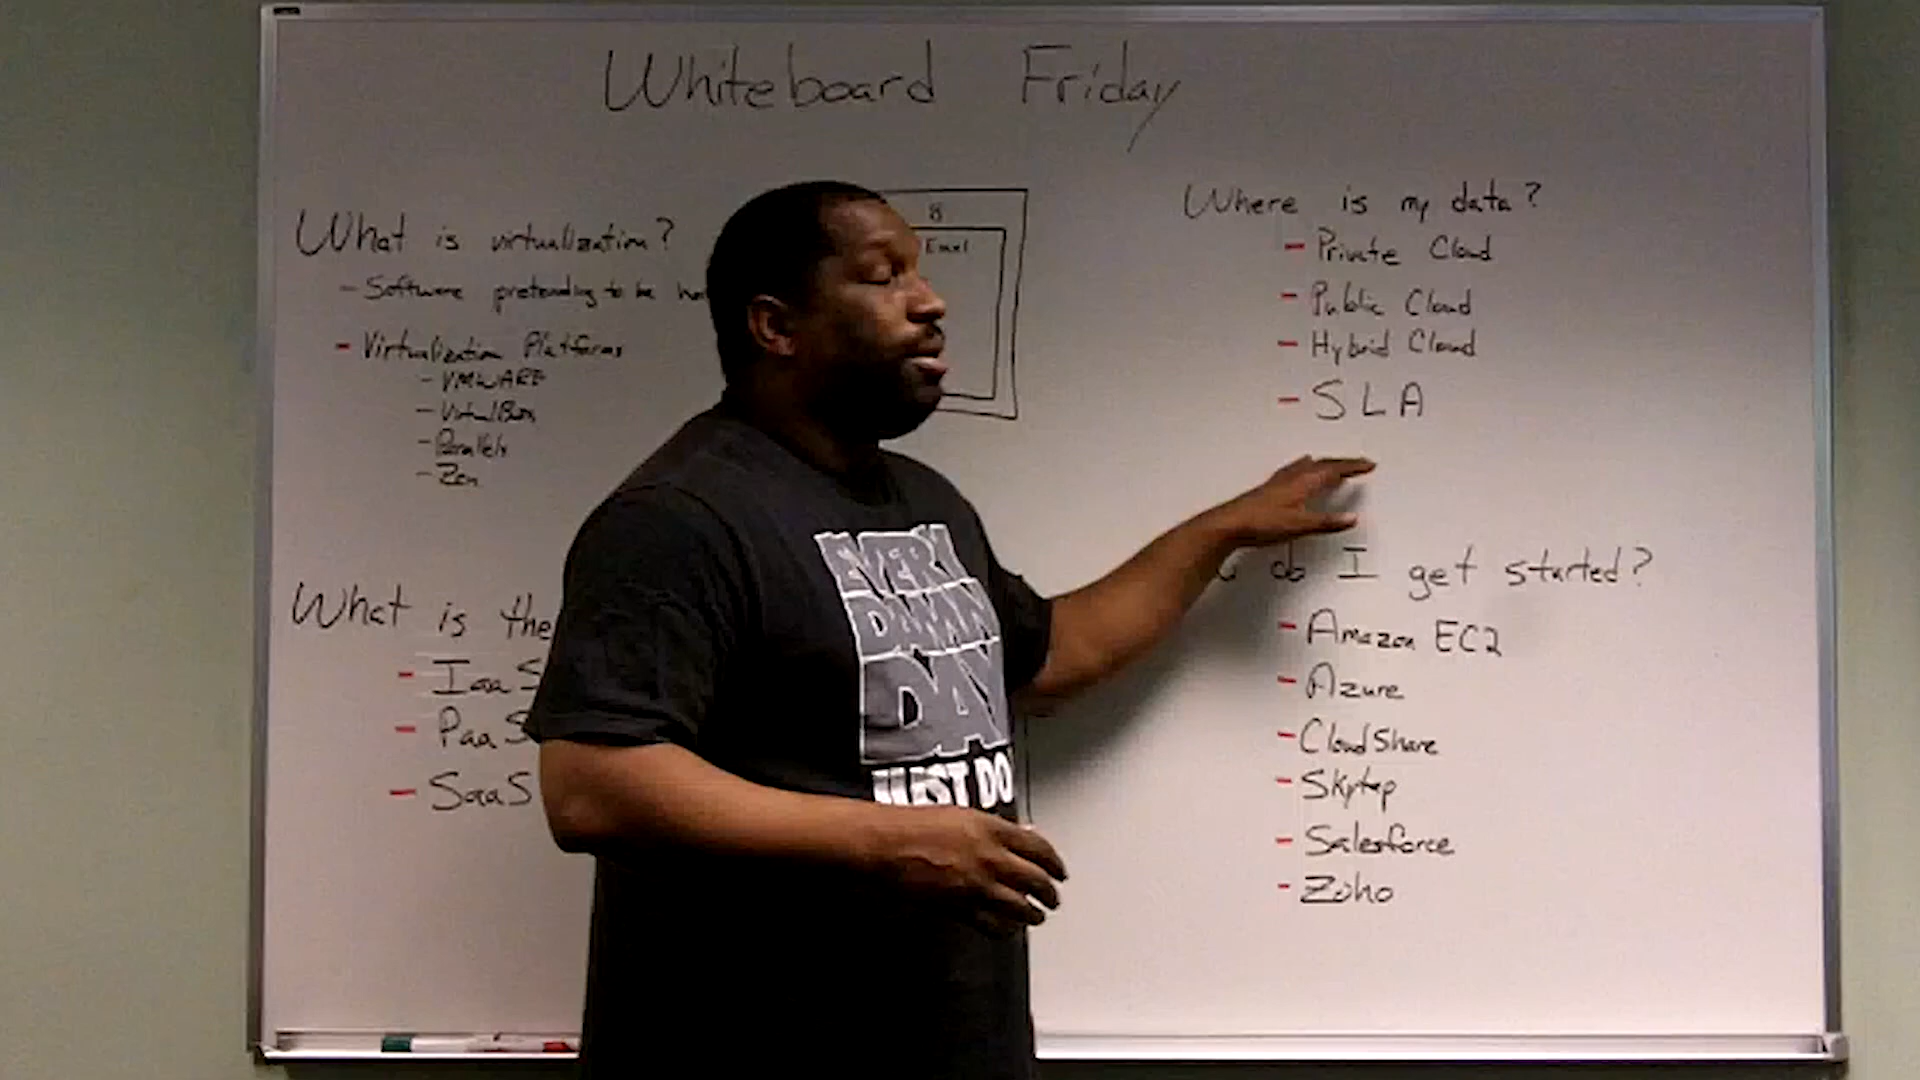 Whiteboard Friday
What is virtualization?
- Software pretending to be
- Virtualization Platforms
- VMWARE
- VirtualBox
- Parallels
- Xen
8
Email
What is the
- IaaS
- PaaS
- SaaS
Where is my data?
- Private Cloud
- Public Cloud
- Hybrid Cloud
- SLA
do I get started?
- Amazon EC2
- Azure
- CloudShare
- Skytap
- Salesforce
- Zoho
EVERY
DAMN
DAY
JUST DO